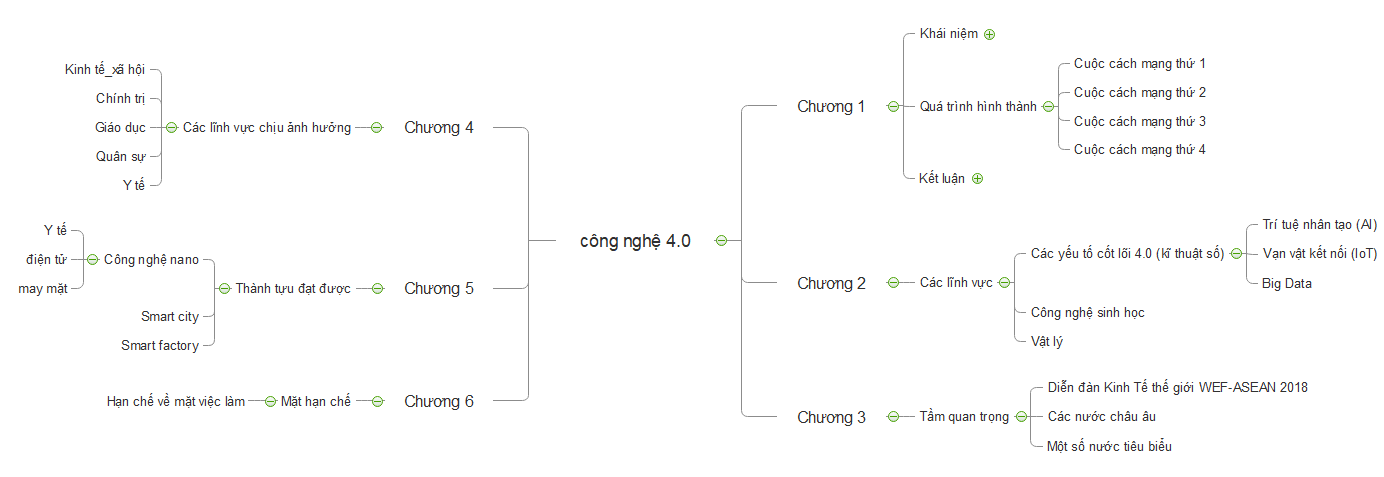 công nghệ 4.0
Chương 1
Khái niệm
Quá trình hình thành
Cuộc cách mạng thứ 1
Cuộc cách mạng thứ 2
Cuộc cách mạng thứ 3
Cuộc cách mạng thứ 4
Kết luận
Chương 2
Các lĩnh vực
Các yếu tố cốt lõi 4.0 (kĩ thuật số)
Trí tuệ nhân tạo (AI)
Vạn vật kết nối (IoT)
Big Data
Công nghệ sinh học
Vật lý
Chương 3
Tầm quan trọng
Diễn đàn Kinh Tế thế giới WEF-ASEAN 2018
Các nước châu âu
Một số nước tiêu biểu
Chương 4
Các lĩnh vực chịu ảnh hưởng
Kinh tế_xã hội
Chính trị
Giáo dục
Quân sự
Y tế
Chương 5
Thành tựu đạt được
Công nghệ nano
Y tế
điện tử
may mặt
Smart city
Smart factory
Chương 6
Mặt hạn chế
Hạn chế về mặt việc làm